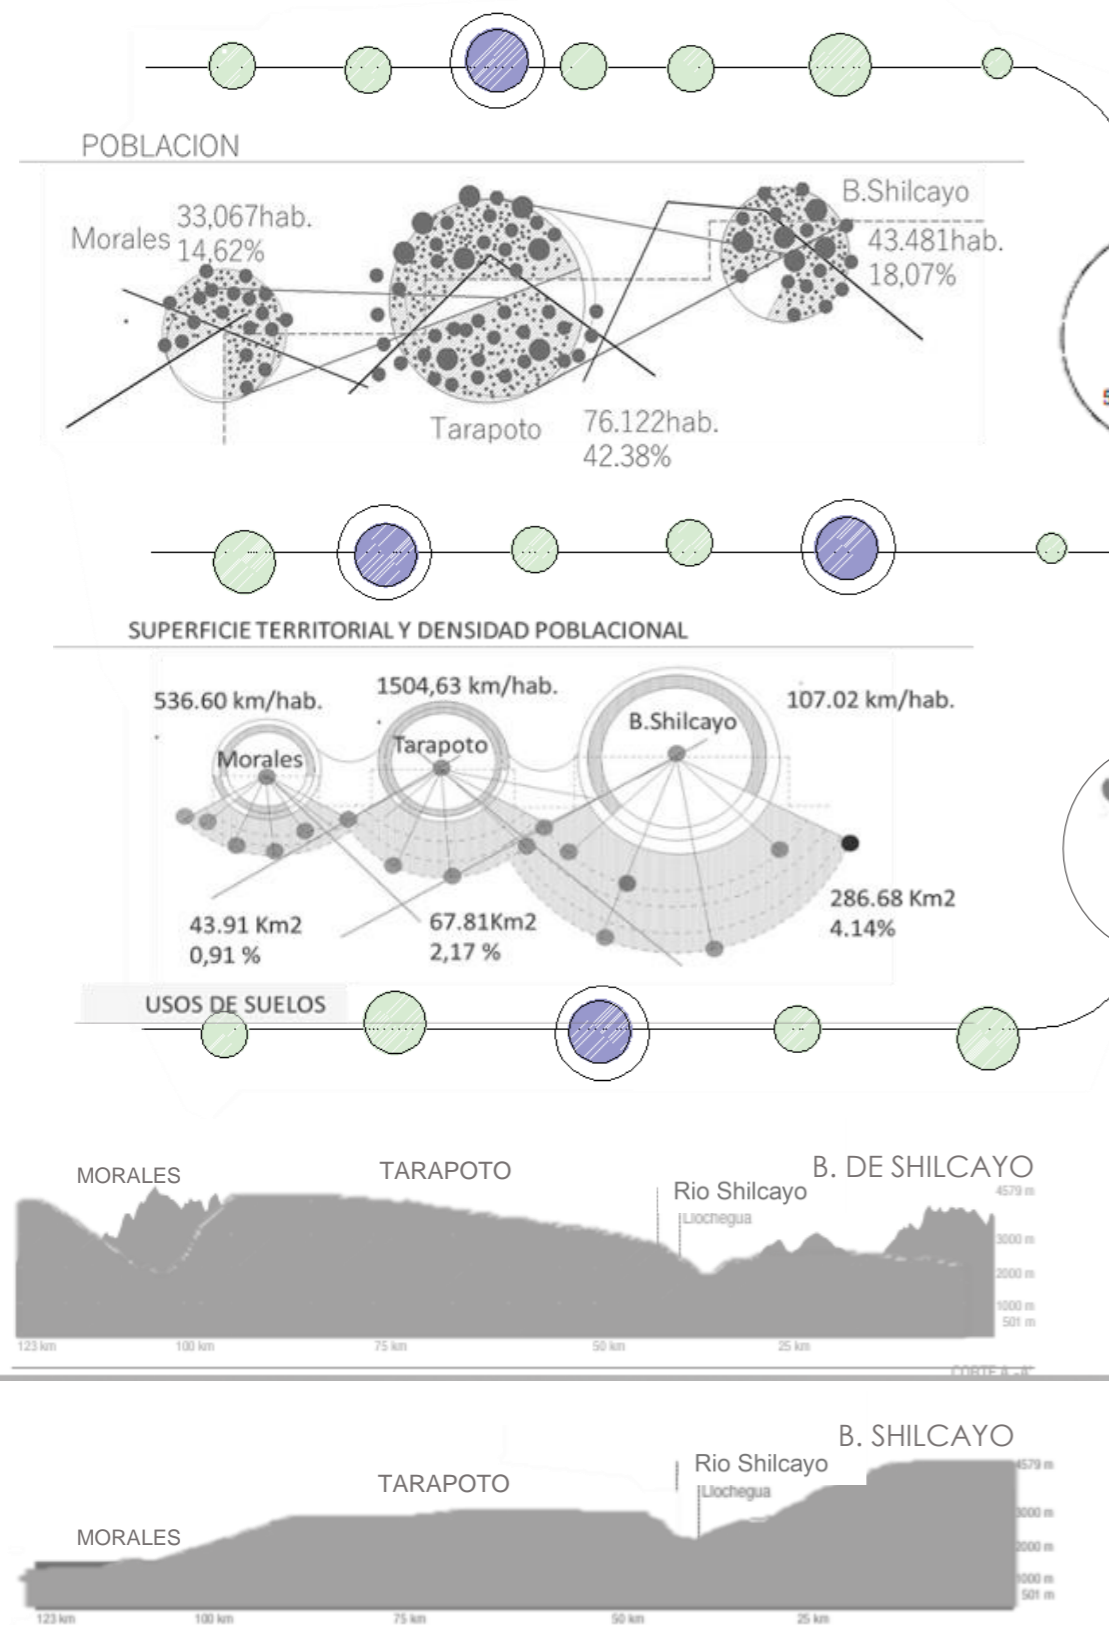 POBLACION
B.Shilcayo
33,067hab.
Morales
14,62%
43.481hab.
18,07%
Tarapoto
76.122hab.
42.38%
SUPERFICIE TERRITORIAL Y DENSIDAD POBLACIONAL
536.60 km/hab.
1504,63 km/hab.
107.02 km/hab.
B.Shilcayo
Tarapoto
Morales
286.68 Km2
4.14%
43.91 Km2
0,91 %
67.81Km2
2,17 %
USOS DE SUELOS
MORALES
TARAPOTO
B. DE SHILCAYO
Rio Shilcayo
Llochegua
4579 m
3000 m
2000 m
1000 m
501 m
123 km
100 km
75 km
50 km
25 km
CORTE A -A'
B. SHILCAYO
Rio Shilcayo
TARAPOTO
Llochegua
MORALES
4579 m
3000 m
2000 m
1000 m
501 m
123 km
100 km
75 km
50 km
25 km